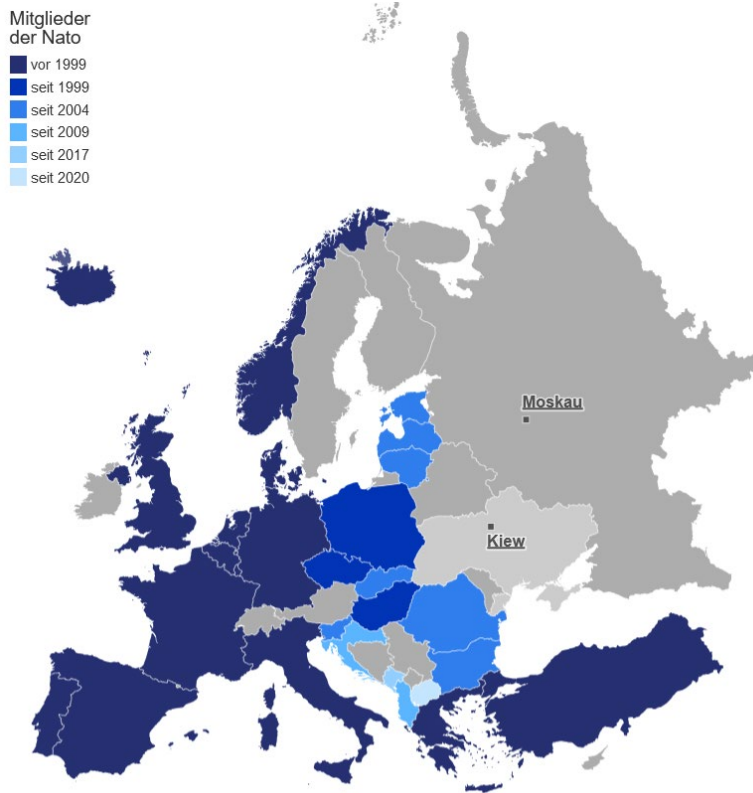 Mitglieder
der Nato
vor 1999
seit 1999
seit 2004
seit 2009
seit 2017
seit 2020
Moskau
Kiew